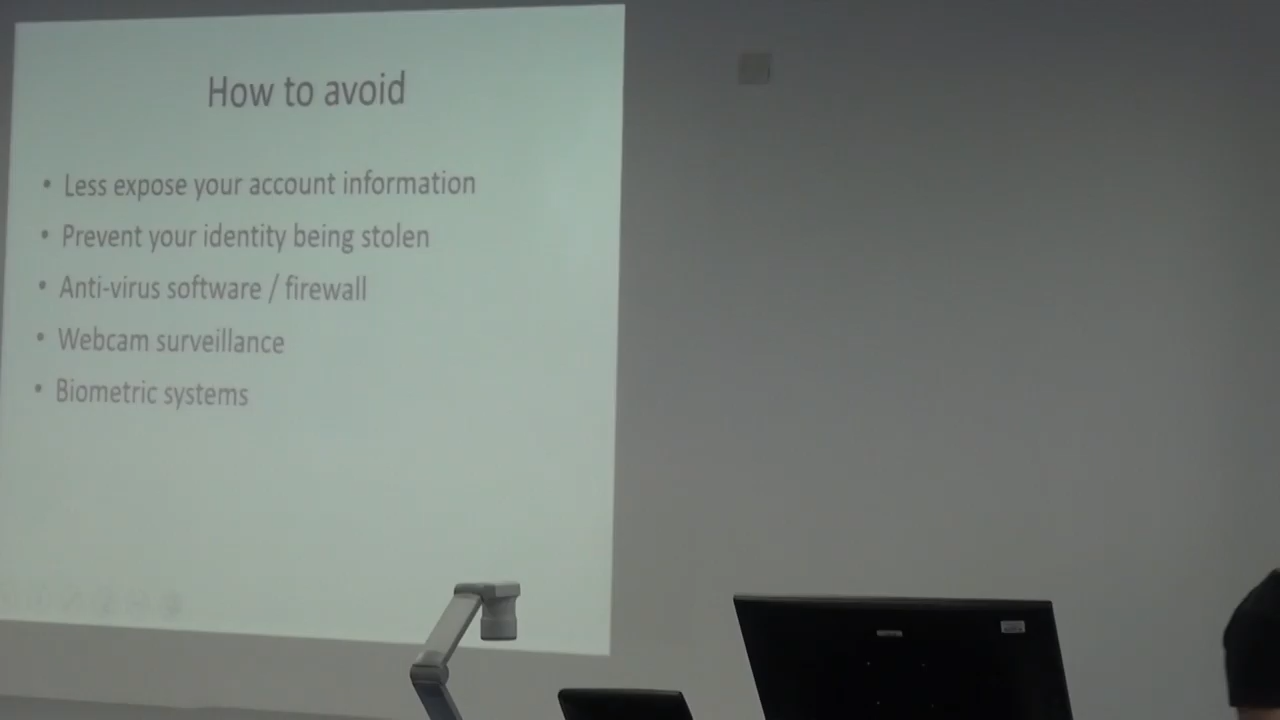 How to avoid
• Less expose your account information
• Prevent your identity being stolen
• Anti-virus software / firewall
• Webcam surveillance
• Biometric systems